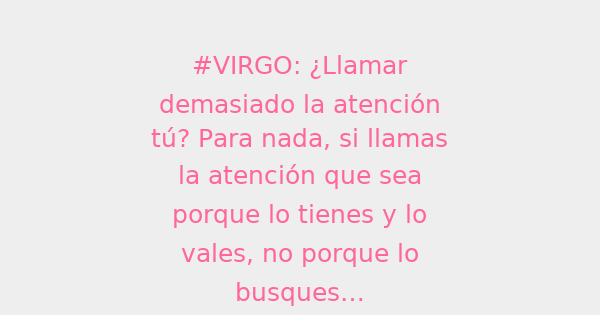 #VIRGO: ¿Llamar
demasiado la atención
tú? Para nada, si llamas
la atención que sea
porque lo tienes y lo
vales, no porque lo
busques...